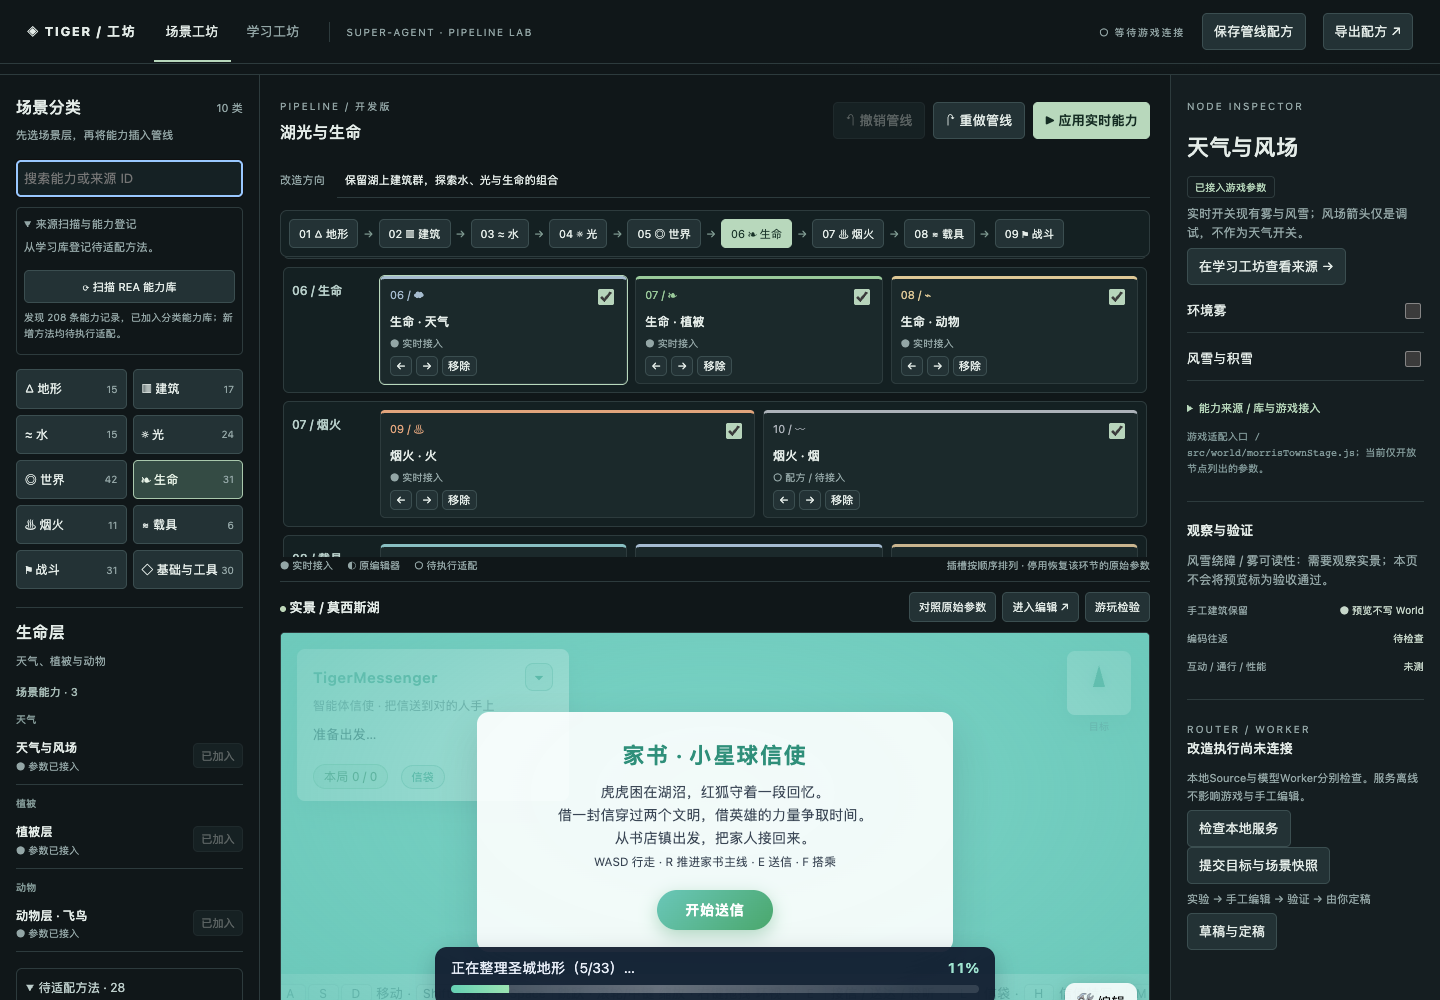 ◈ TIGER / 工坊
场景工坊
学习工坊
SUPER-AGENT · PIPELINE LAB
等待游戏连接
保存管线配方
导出配方 ↗
场景分类
10 类
先选场景层，再将能力插入管线
搜索能力或来源 ID
▼ 来源扫描与能力登记
从学习库登记待适配方法。
⟳ 扫描 REA 能力库
发现 208 条能力记录，已加入分类能力库；新
增方法均待执行适配。
地形 15
建筑 17
≈ 水 15
光 24
◎ 世界 42
生命 31
烟火 11
载具 6
战斗 31
◇ 基础与工具 30
生命层
天气、植被与动物
场景能力 · 3
天气
天气与风场
● 参数已接入
已加入
植被
植被层
● 参数已接入
已加入
动物
动物层 · 飞鸟
● 参数已接入
已加入
▼ 待适配方法 · 28
PIPELINE / 开发版
湖光与生命
撤销管线
重做管线
▶ 应用实时能力
改造方向
保留湖上建筑群，探索水、光与生命的组合
01 地形 → 02 建筑 → 03 ≈ 水 → 04 光 → 05 ◎ 世界 → 06 生命 → 07 烟火 → 08 载具 → 09 战斗
06 / 生命
06 /
生命 · 天气
● 实时接入
← → 移除
07 /
生命 · 植被
● 实时接入
← → 移除
08 /
生命 · 动物
● 实时接入
← → 移除
07 / 烟火
09 /
烟火 · 火
● 实时接入
← → 移除
10 /
烟火 · 烟
○ 配方 / 待接入
← → 移除
08 / 载具
● 实时接入
◐ 原编辑器
○ 待执行适配
插槽按顺序排列 · 停用恢复该环节的原始参数
● 实景 / 莫西斯湖
对照原始参数
进入编辑 ↗
游玩检验
TigerMessenger
智能体信使 · 把信送到对的人手上
准备出发…
本局 0 / 0
信袋
目标
家书 · 小星球信使
虎虎困在湖沼，红狐守着一段回忆。
借一封信穿过两个文明，借英雄的力量争取时间。
从书店镇出发，把家人接回来。
WASD 行走 · R 推进家书主线 · E 送信 · F 搭乘
开始送信
正在整理圣城地形（5/33）…
11%
A S D 移动 ·
袋 · H
编辑
NODE INSPECTOR
天气与风场
已接入游戏参数
实时开关现有雾与风雪；风场箭头仅是调
试，不作为天气开关。
在学习工坊查看来源 →
环境雾
风雪与积雪
▶ 能力来源 / 库与游戏接入
游戏适配入口 /
src/world/morrisTownStage.js；当前仅开放
节点列出的参数。
观察与验证
风雪绕障 / 雾可读性：需要观察实景；本页
不会将预览标为验收通过。
手工建筑保留
● 预览不写 World
编码往返
待检查
互动 / 通行 / 性能
未测
ROUTER / WORKER
改造执行尚未连接
本地Source与模型Worker分别检查。服务离线
不影响游戏与手工编辑。
检查本地服务
提交目标与场景快照
实验 → 手工编辑 → 验证 → 由你定稿
草稿与定稿